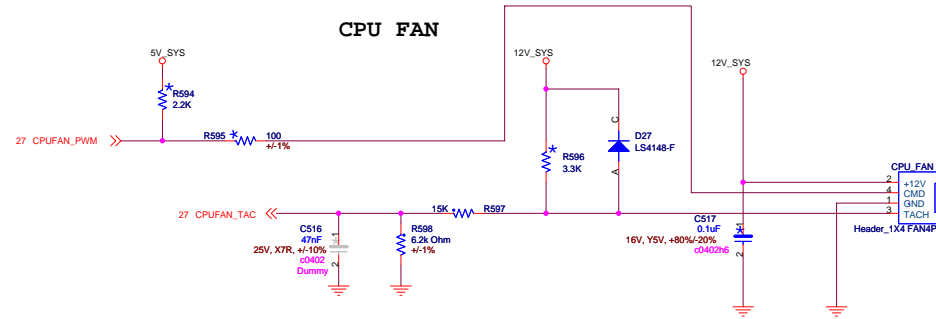 CPU FAN
5V_SYS
R594
2.2K
27 CPUFAN_PWM
R595
100
+/-1%
12V_SYS
D27
LS4148-F
C
A
R596
3.3K
12V_SYS
CPU_FAN
2 +12V
4 CMD
1 GND
3 TACH
Header_1X4 FAN4P
27 CPUFAN_TAC
15K
R597
C516
47nF
25V, X7R, +/-10%
c0402
Dummy
1
2
R598
6.2k Ohm
+/-1%
C517
0.1uF
16V, Y5V, +80%/-20%
c0402h6
1
2